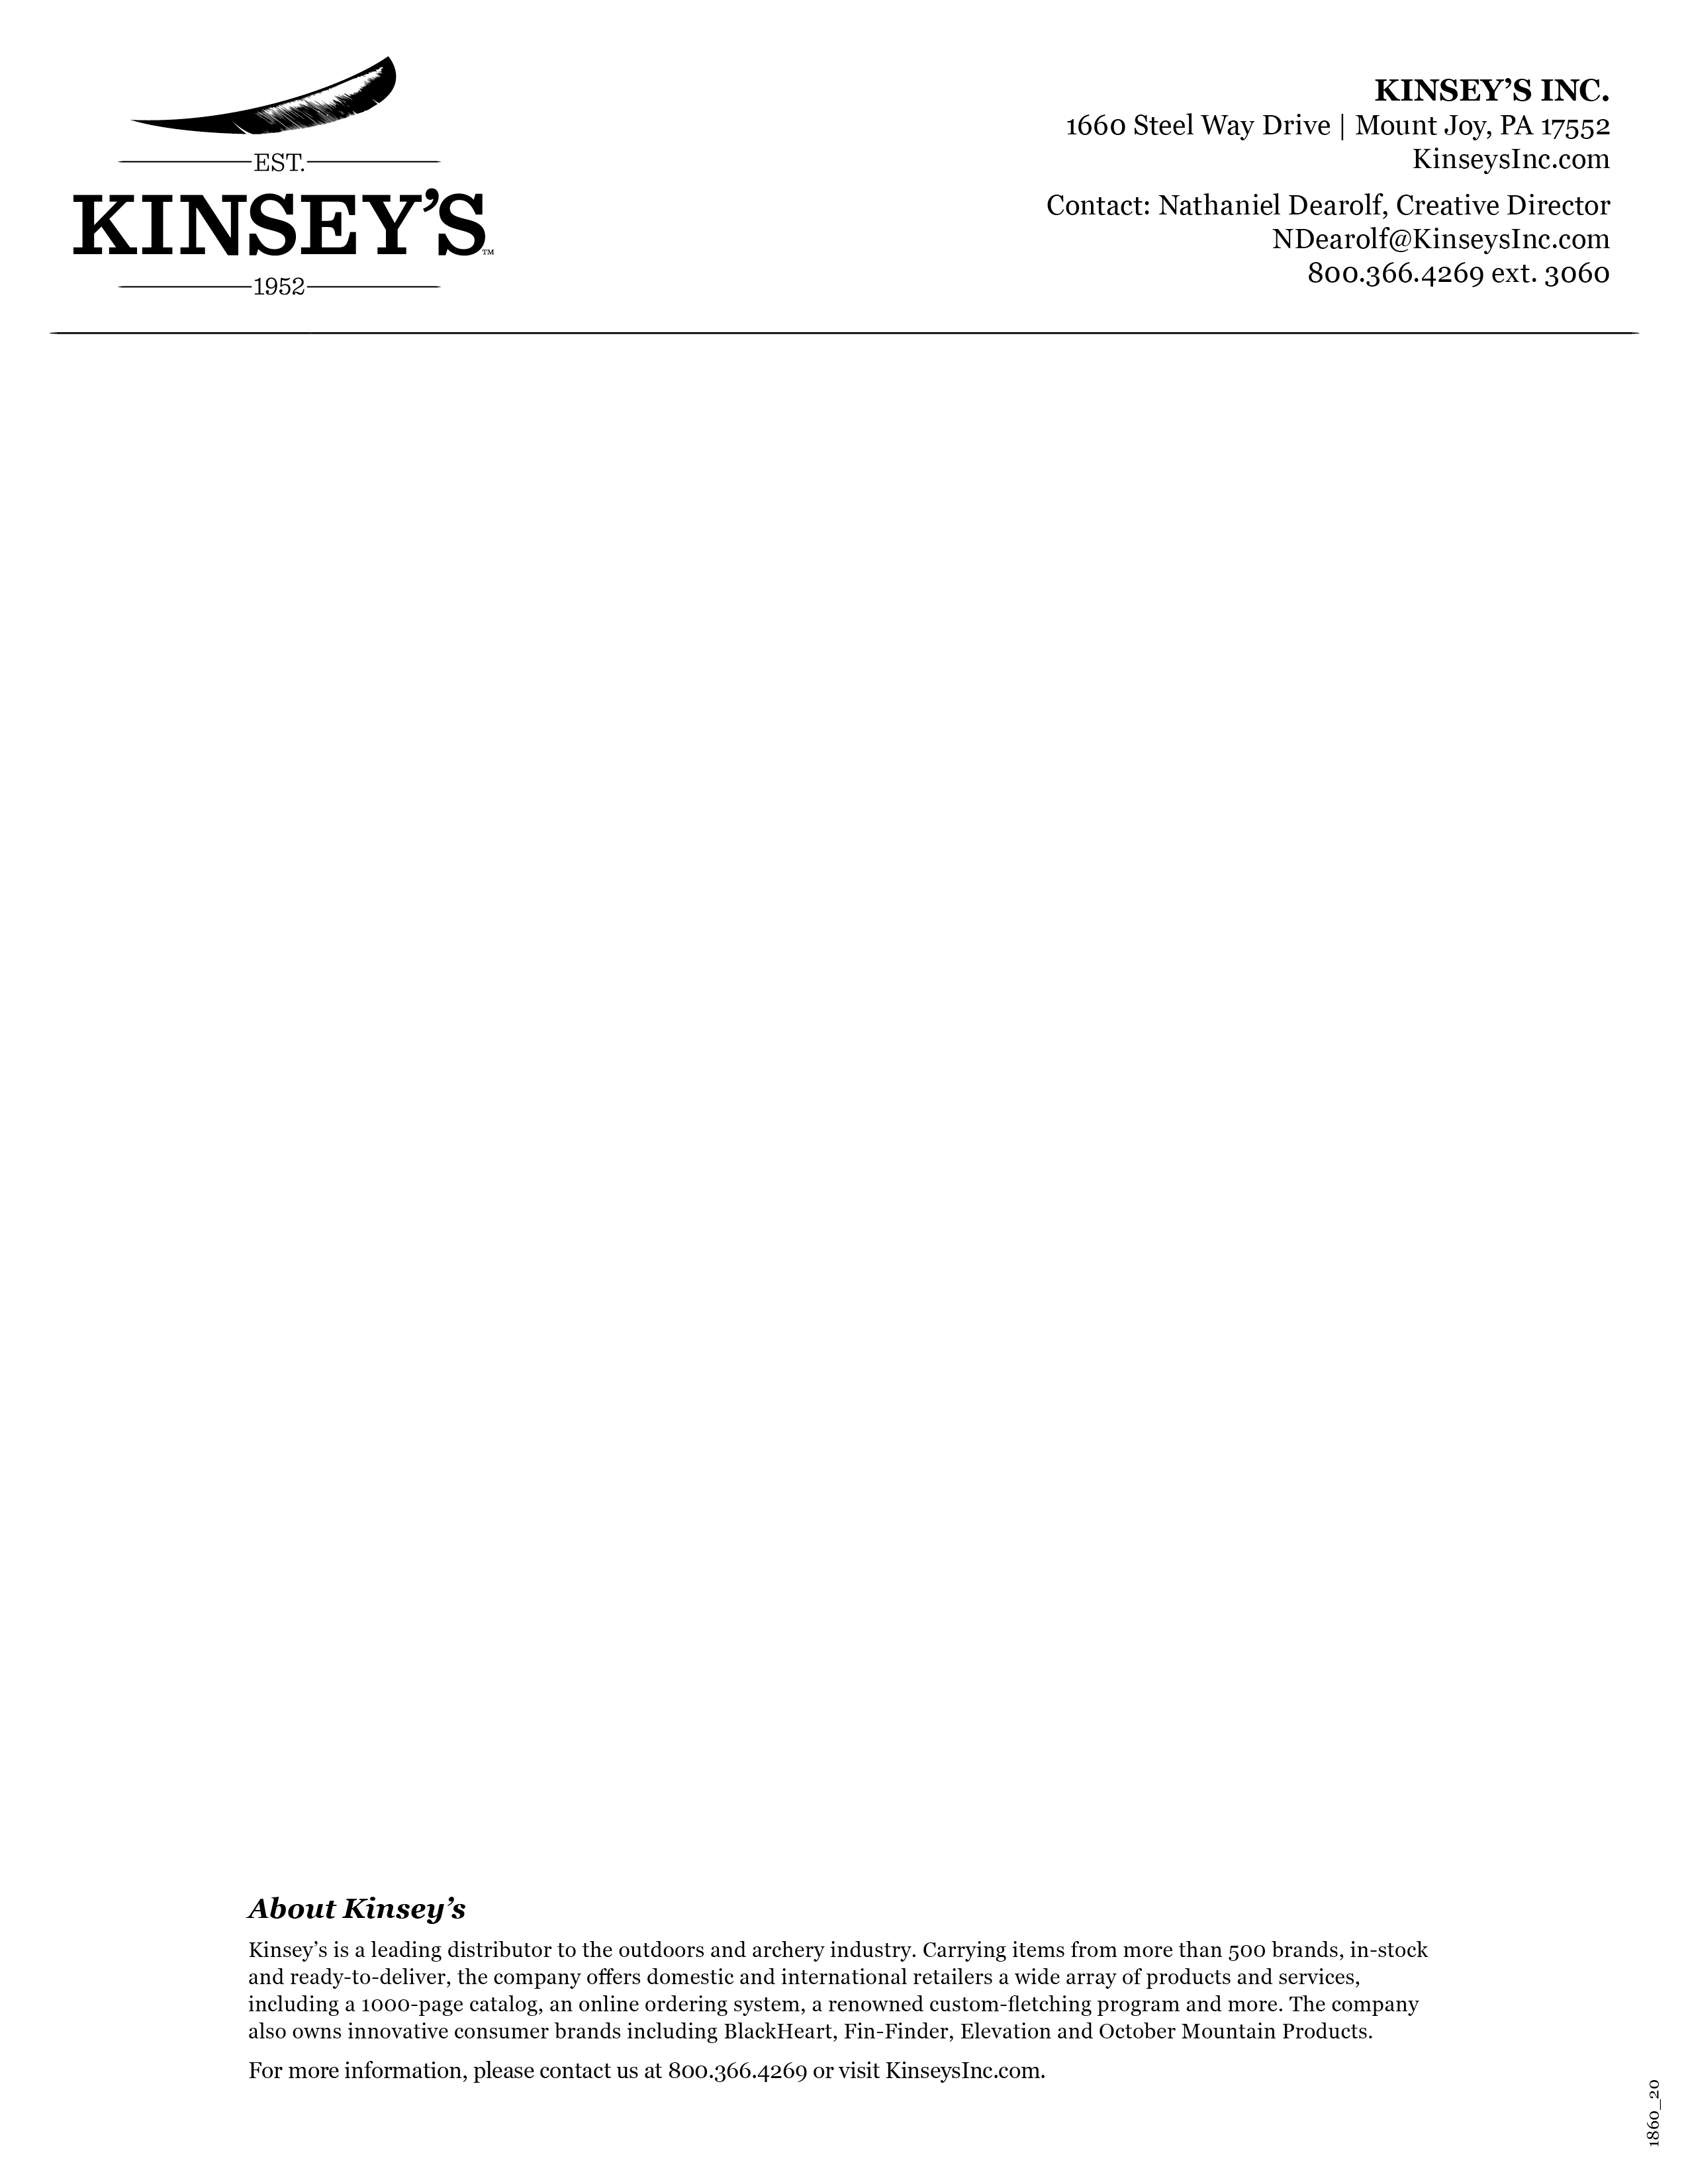 EST.
KINSEY’S™
1952
KINSEY’S INC.
1660 Steel Way Drive | Mount Joy, PA 17552
KinseysInc.com
Contact: Nathaniel Dearolf, Creative Director
NDearolf@KinseysInc.com
800.366.4269 ext. 3060
About Kinsey’s
Kinsey’s is a leading distributor to the outdoors and archery industry. Carrying items from more than 500 brands, in-stock
and ready-to-deliver, the company offers domestic and international retailers a wide array of products and services,
including a 1000-page catalog, an online ordering system, a renowned custom-fletching program and more. The company
also owns innovative consumer brands including BlackHeart, Fin-Finder, Elevation and October Mountain Products.
For more information, please contact us at 800.366.4269 or visit KinseysInc.com.
1860_20